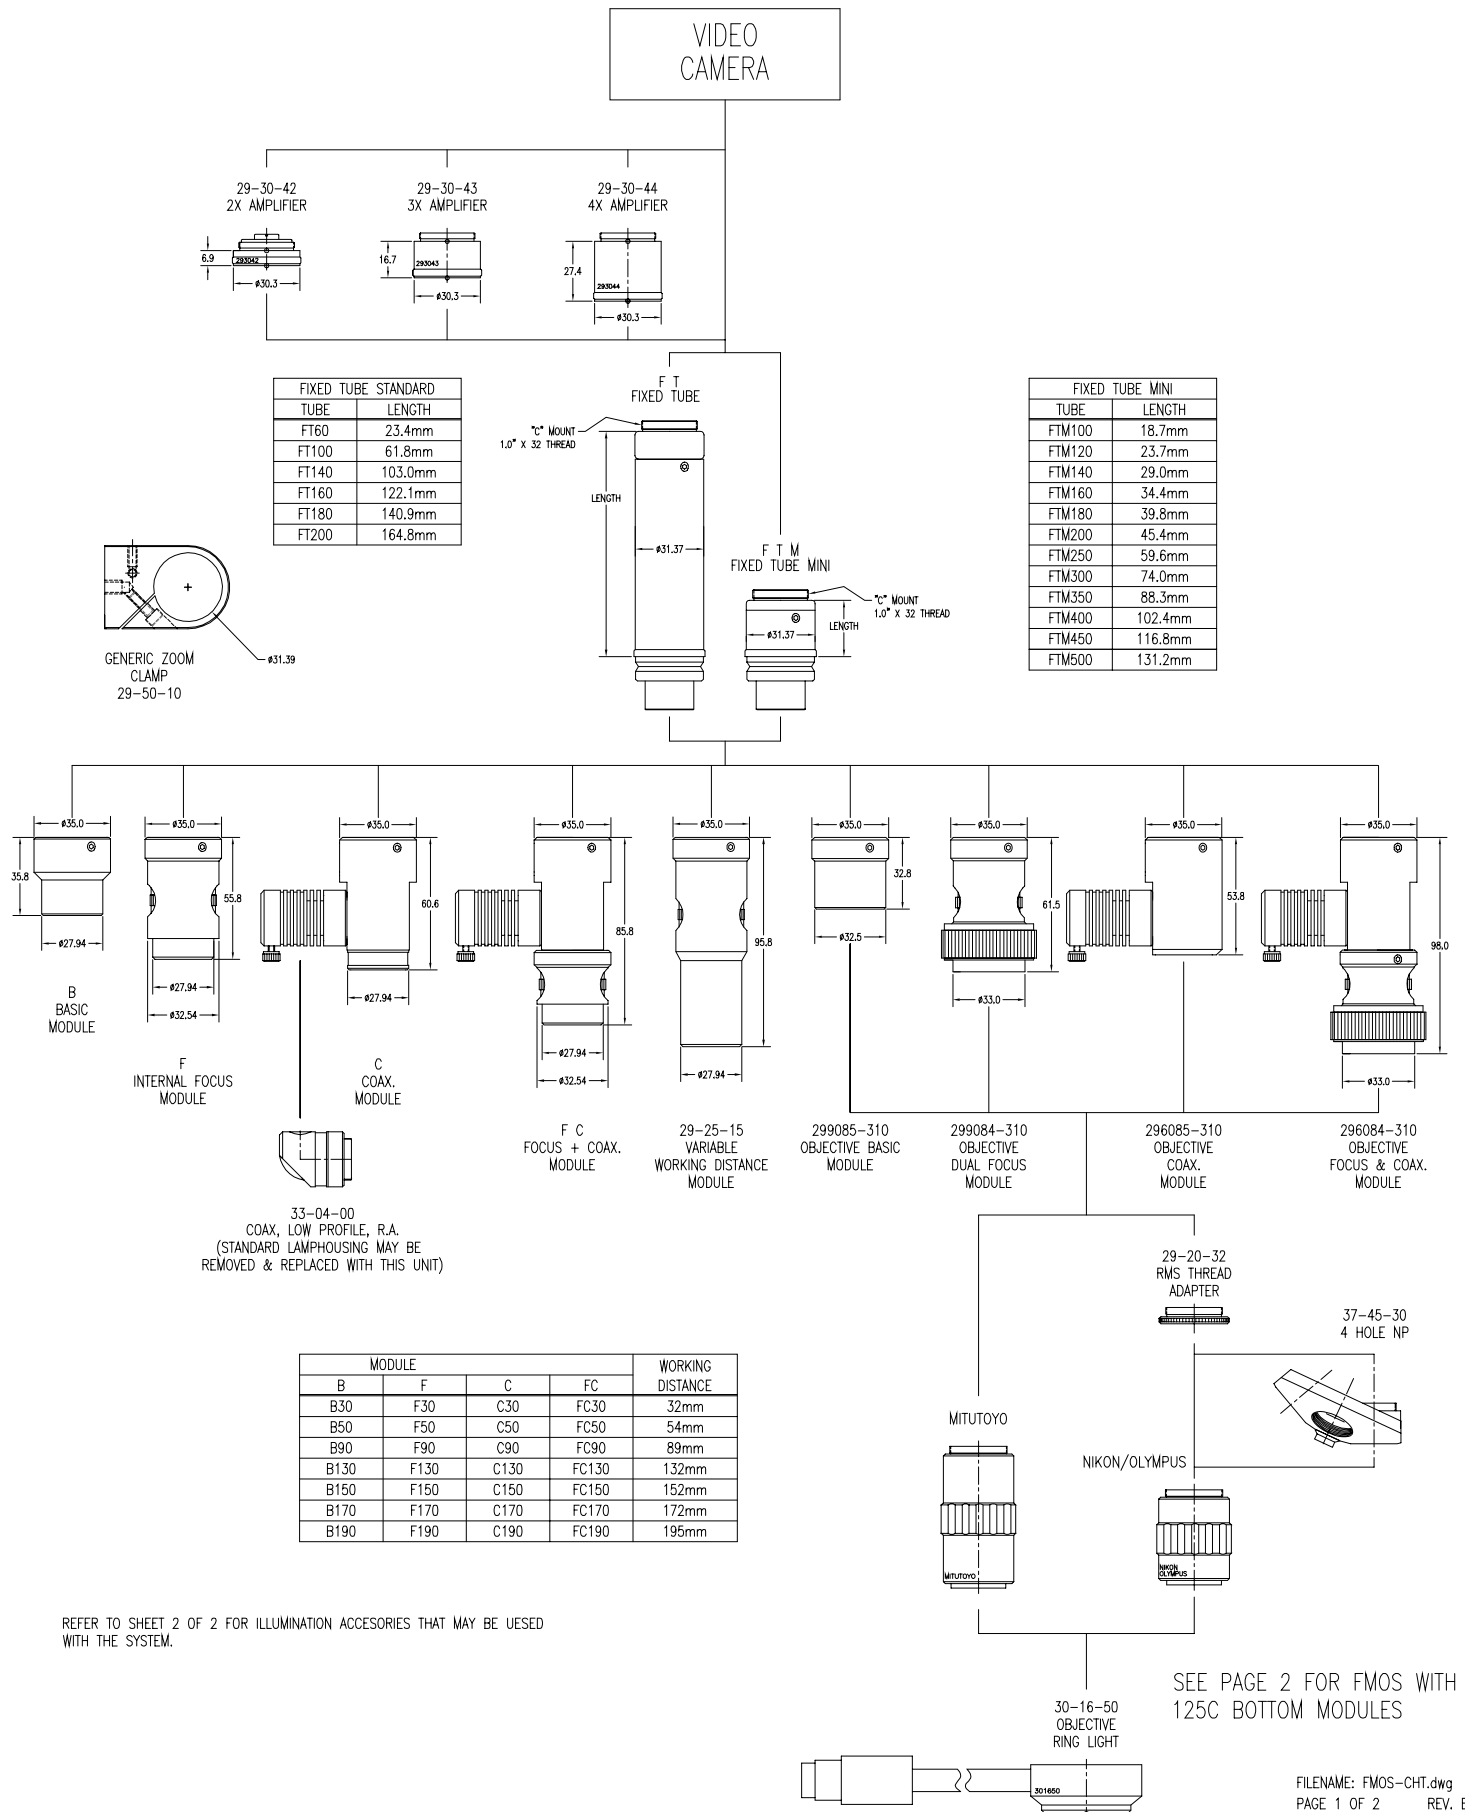 VIDEO
CAMERA
29-30-42
2X AMPLIFIER
29-30-43
3X AMPLIFIER
29-30-44
4X AMPLIFIER
6.9
293042
ø30.3
16.7
293043
ø30.3
27.4
293044
ø30.3
FIXED TUBE STANDARD
TUBE LENGTH
FT60 23.4mm
FT100 61.8mm
FT140 103.0mm
FT160 122.1mm
FT180 140.9mm
FT200 164.8mm
F T
FIXED TUBE
"C" MOUNT
1.0" X 32 THREAD
LENGTH
ø31.37
F T M
FIXED TUBE MINI
"C" MOUNT
1.0" X 32 THREAD
LENGTH
ø31.37
FIXED TUBE MINI
TUBE LENGTH
FTM100 18.7mm
FTM120 23.7mm
FTM140 29.0mm
FTM160 34.4mm
FTM180 39.8mm
FTM200 45.4mm
FTM250 59.6mm
FTM300 74.0mm
FTM350 88.3mm
FTM400 102.4mm
FTM450 116.8mm
FTM500 131.2mm
GENERIC ZOOM
CLAMP
29-50-10
ø31.39
ø35.0
35.8
ø27.94
B
BASIC
MODULE
ø35.0
55.8
ø27.94
ø32.54
F
INTERNAL FOCUS
MODULE
ø35.0
60.6
ø27.94
C
COAX.
MODULE
33-04-00
COAX, LOW PROFILE, R.A.
(STANDARD LAMPHOUSING MAY BE
REMOVED & REPLACED WITH THIS UNIT)
ø35.0
85.8
ø27.94
ø32.54
F C
FOCUS + COAX.
MODULE
ø35.0
95.8
ø27.94
29-25-15
VARIABLE
WORKING DISTANCE
MODULE
ø35.0
32.8
ø32.5
299085-310
OBJECTIVE BASIC
MODULE
ø35.0
61.5
ø33.0
299084-310
OBJECTIVE
DUAL FOCUS
MODULE
ø35.0
53.8
296085-310
OBJECTIVE
COAX.
MODULE
ø35.0
98.0
ø33.0
296084-310
OBJECTIVE
FOCUS & COAX.
MODULE
29-20-32
RMS THREAD
ADAPTER
37-45-30
4 HOLE NP
MITUTOYO
MITUTOYO
NIKON/OLYMPUS
NIKON
OLYMPUS
MODULE WORKING
B F C FC DISTANCE
B30 F30 C30 FC30 32mm
B50 F50 C50 FC50 54mm
B90 F90 C90 FC90 89mm
B130 F130 C130 FC130 132mm
B150 F150 C150 FC150 152mm
B170 F170 C170 FC170 172mm
B190 F190 C190 FC190 195mm
REFER TO SHEET 2 OF 2 FOR ILLUMINATION ACCESORIES THAT MAY BE UESED
WITH THE SYSTEM.
SEE PAGE 2 FOR FMOS WITH
125C BOTTOM MODULES
30-16-50
OBJECTIVE
RING LIGHT
301650
FILENAME: FMOS-CHT.dwg
PAGE 1 OF 2 REV. E